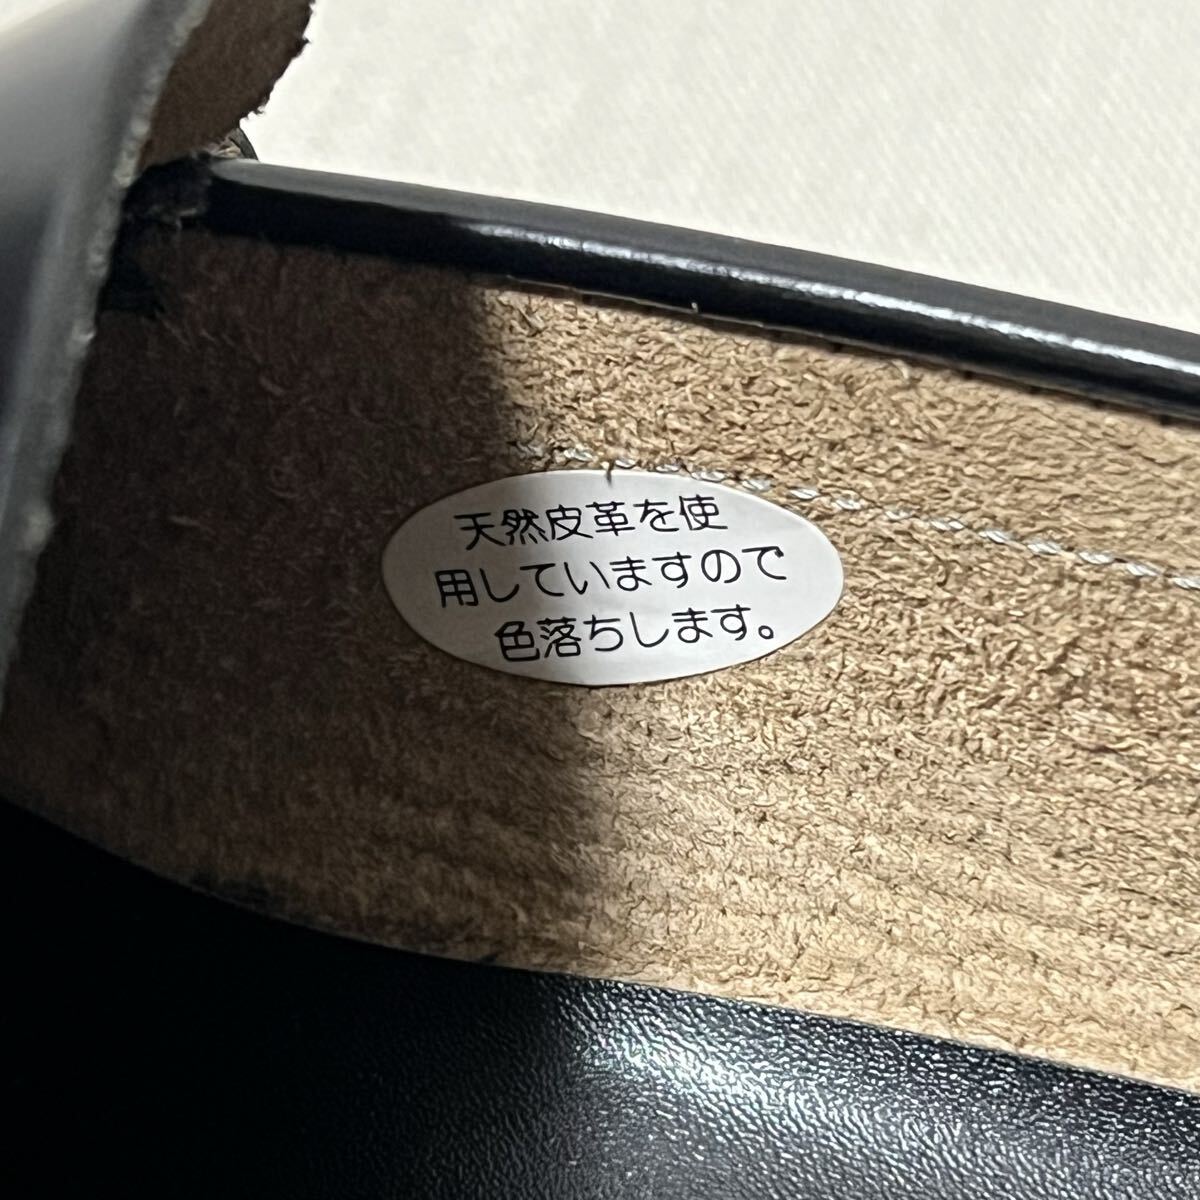 天然皮革を使
用していますので
色落ちします。